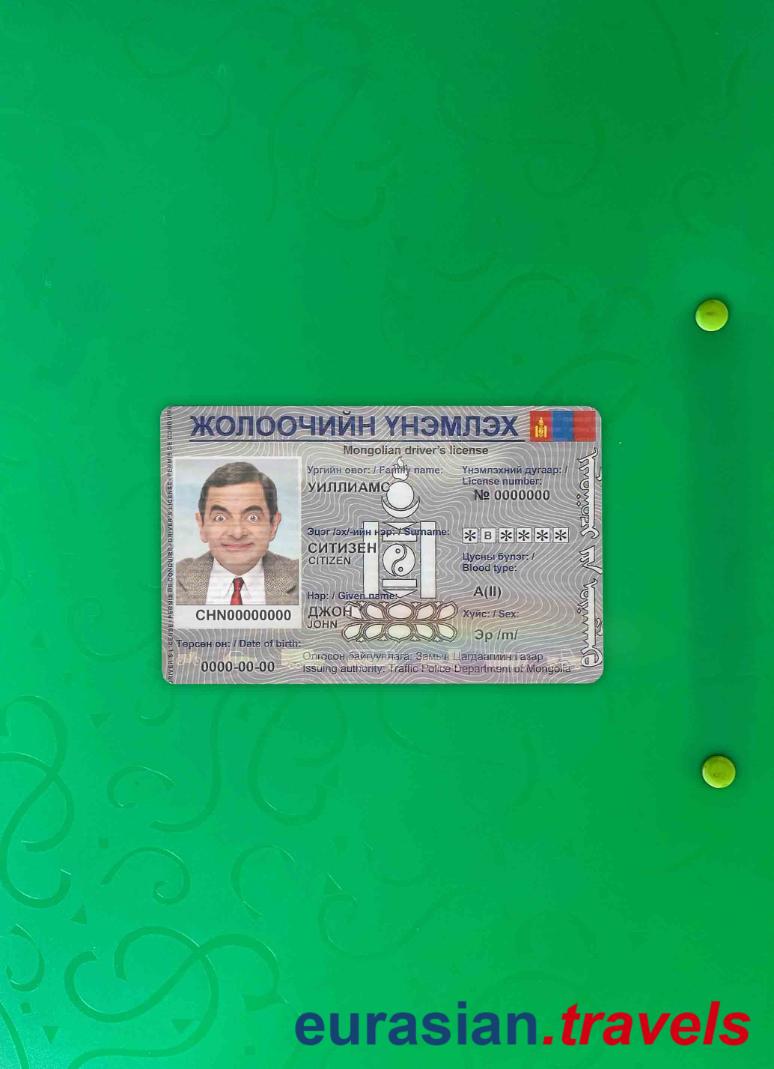 ЖОЛООЧИЙН ҮНЭМЛЭХ
Mongolian driver's license
Ургийн овог: / Family name:
УИЛЛИАМС
Үнэмлэхний дугаар: /
License number:
№ 0000000
Эцэг /эх/-ийн нэр: / Surname:
СИТИЗЕН
CITIZEN
* B * * * * *
Цусны бүлэг: /
Blood type:
A(II)
Нэр: / Given name:
ДЖОН
JOHN
Хүйс: / Sex:
Эр /m/
CHN00000000
Төрсөн он: / Date of birth:
0000-00-00
Олгосон байгууллага: Замын Цагдаагийн газар
Issuing authority: Traffic Police Department of Mongolia
eurasian.travels